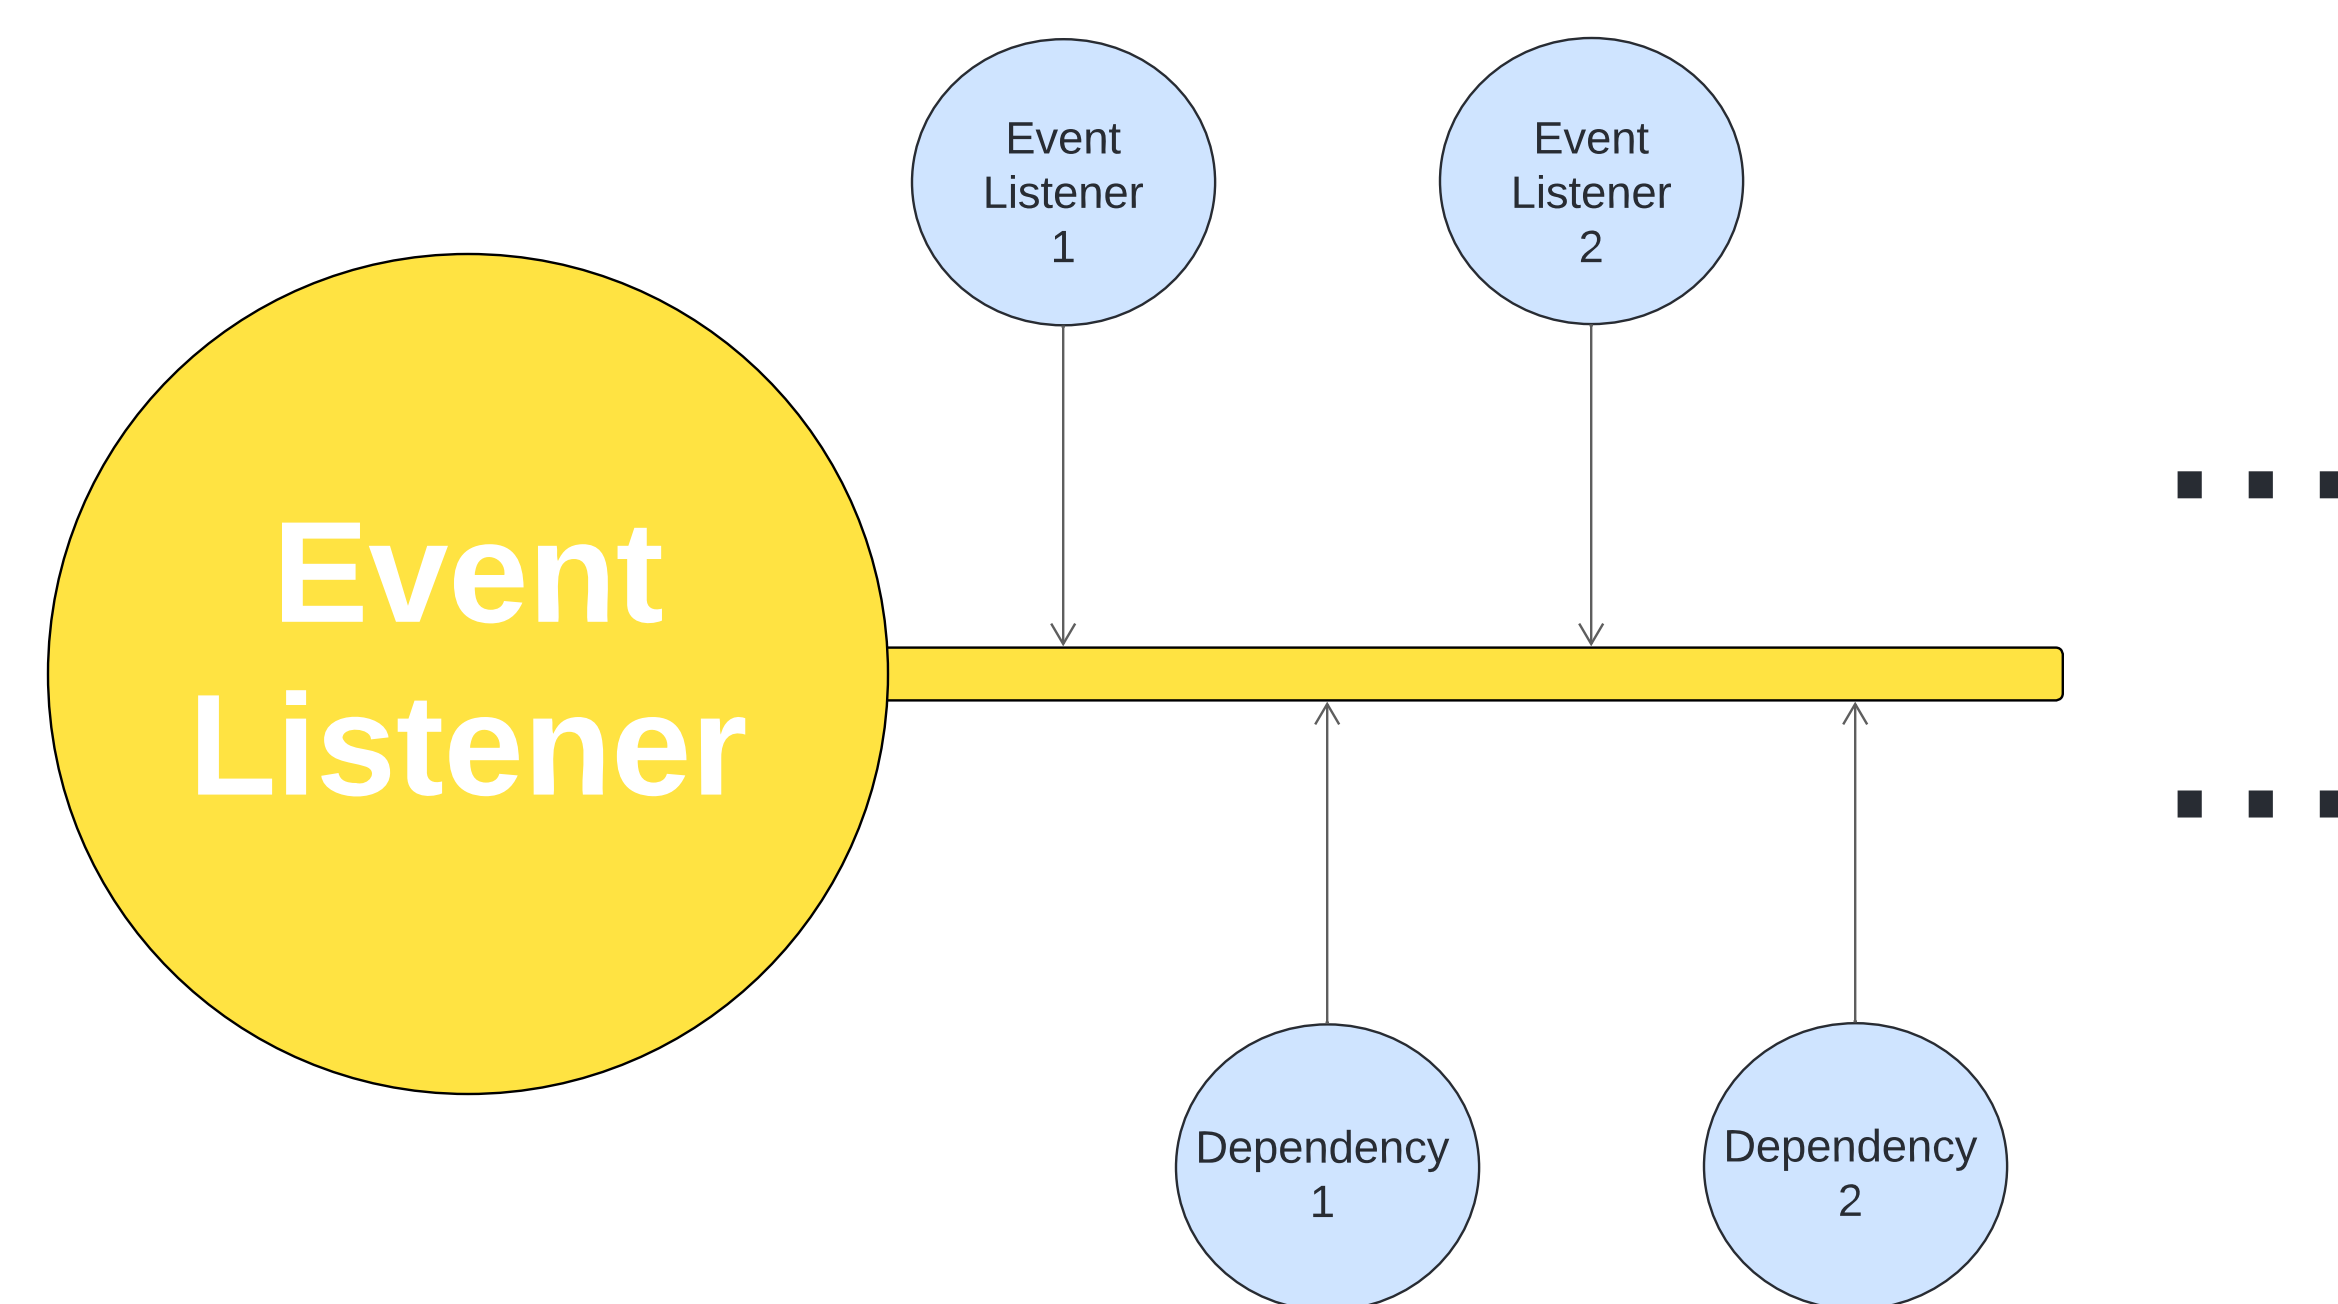 Event
Listener
1
Event
Listener
2
Event
Listener
. . .
. . .
Dependency
1
Dependency
2